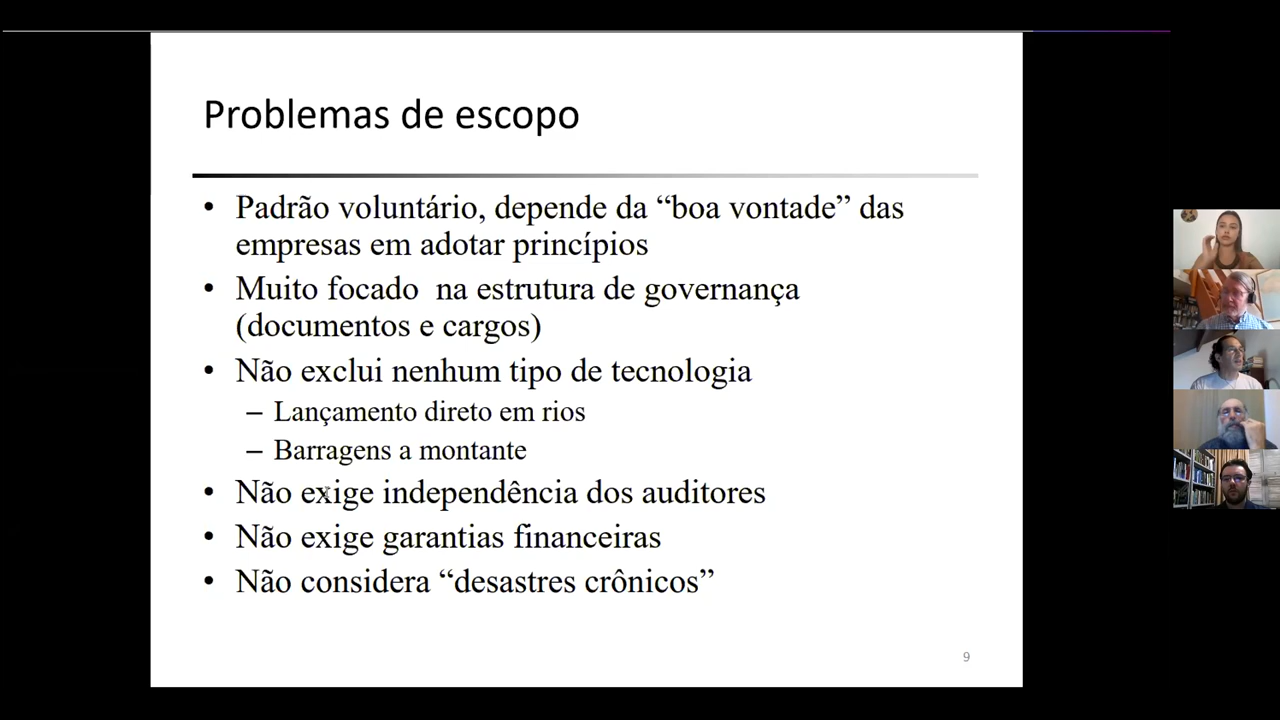 Problemas de escopo
• Padrão voluntário, depende da “boa vontade” das
empresas em adotar princípios
• Muito focado  na estrutura de governança
(documentos e cargos)
• Não exclui nenhum tipo de tecnologia
– Lançamento direto em rios
– Barragens a montante
• Não exige independência dos auditores
• Não exige garantias financeiras
• Não considera “desastres crônicos”
9